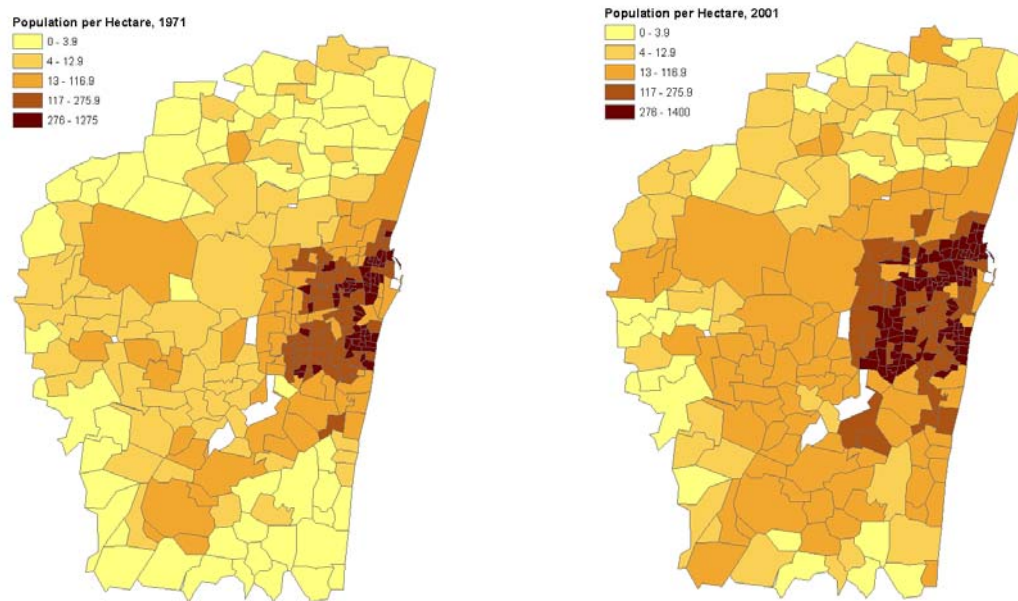 Population per Hectare, 1971
0 - 3.9
4 - 12.9
13 - 116.9
117 - 275.9
276 - 1275
Population per Hectare, 2001
0 - 3.9
4 - 12.9
13 - 116.9
117 - 275.9
276 - 1400